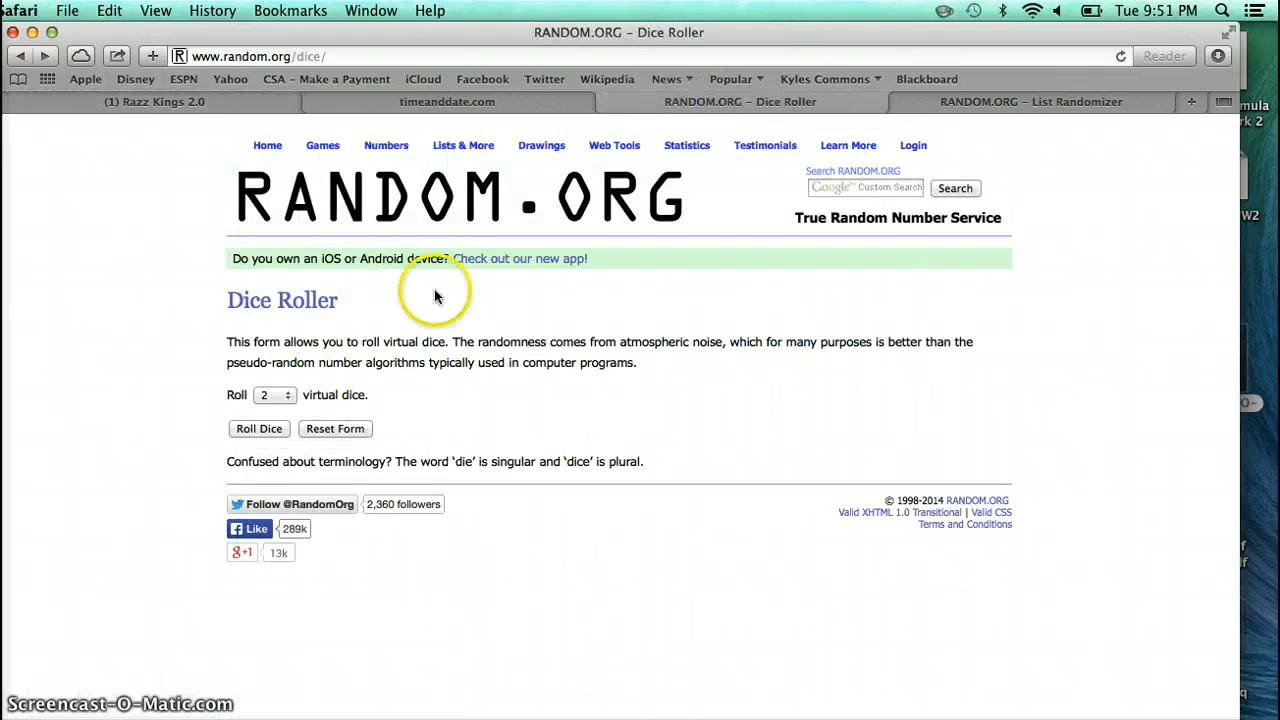 Safari File Edit View History Bookmarks Window Help Tue 9:51 PM
RANDOM.ORG – Dice Roller
R www.random.org/dice/ Reader
Apple Disney ESPN Yahoo CSA – Make a Payment iCloud Facebook Twitter Wikipedia News Popular Kyles Commons Blackboard
(1) Razz Kings 2.0 timeanddate.com RANDOM.ORG – Dice Roller RANDOM.ORG – List Randomizer +
Home Games Numbers Lists & More Drawings Web Tools Statistics Testimonials Learn More Login
Search RANDOM.ORG
Google™ Custom Search Search
RANDOM.ORG
True Random Number Service
Do you own an iOS or Android device? Check out our new app!
Dice Roller
This form allows you to roll virtual dice. The randomness comes from atmospheric noise, which for many purposes is better than the
pseudo-random number algorithms typically used in computer programs.
Roll 2 virtual dice.
Roll Dice Reset Form
Confused about terminology? The word ‘die’ is singular and ‘dice’ is plural.
Follow @RandomOrg 2,360 followers
Like 289k
g+1 13k
© 1998-2014 RANDOM.ORG
Valid XHTML 1.0 Transitional | Valid CSS
Terms and Conditions
Screencast-O-Matic.com